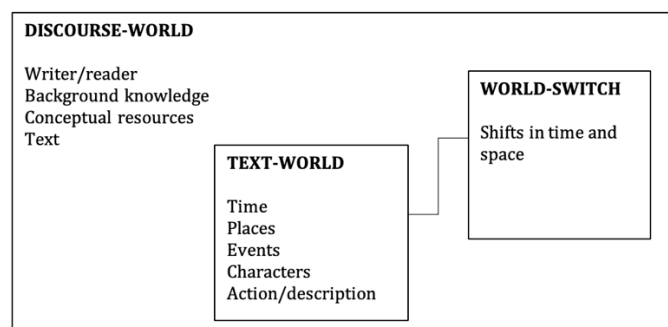 DISCOURSE-WORLD
Writer/reader
Background knowledge
Conceptual resources
Text
TEXT-WORLD
Time
Places
Events
Characters
Action/description
WORLD-SWITCH
Shifts in time and
space